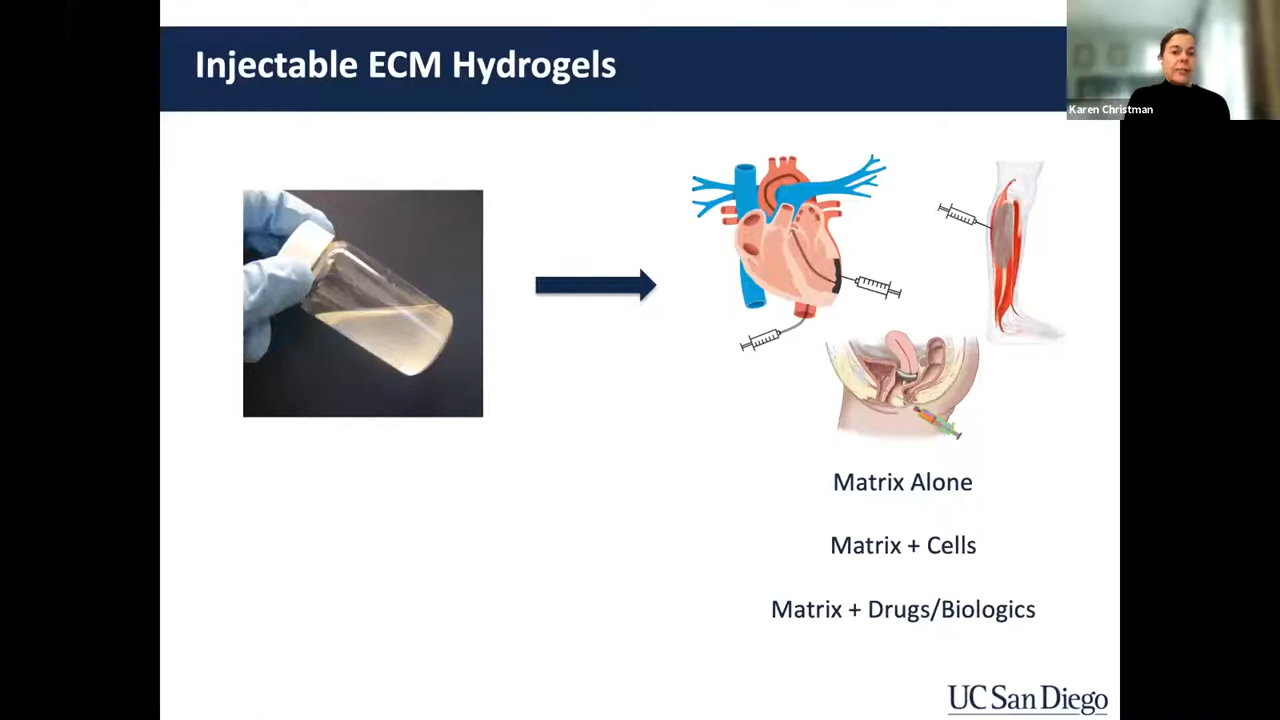 Injectable ECM Hydrogels
Karen Christman
Matrix Alone
Matrix + Cells
Matrix + Drugs/Biologics
UC San Diego